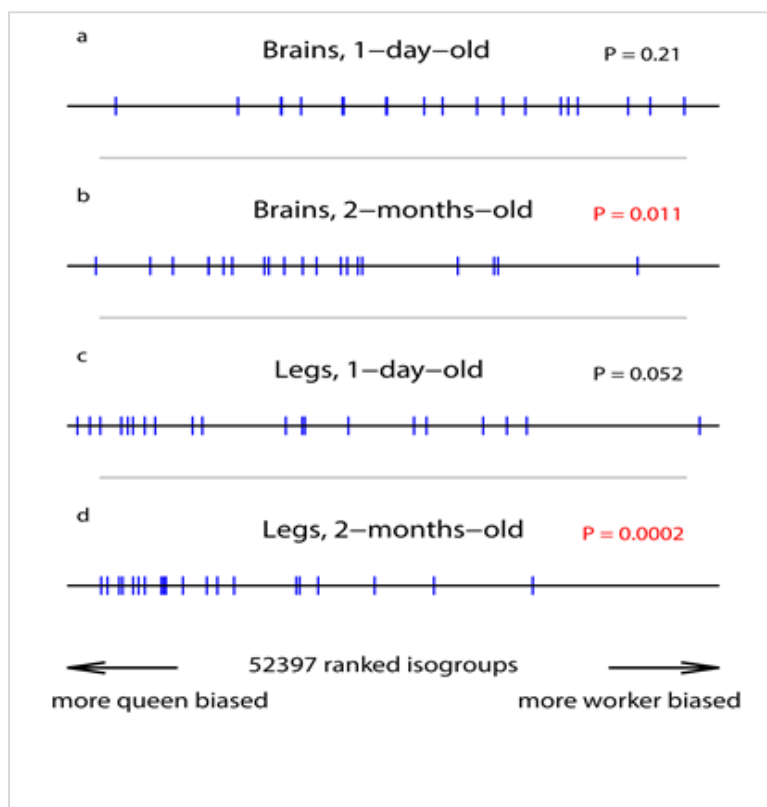 a
Brains, 1−day−old
P = 0.21
b
Brains, 2−months−old
P = 0.011
c
Legs, 1−day−old
P = 0.052
d
Legs, 2−months−old
P = 0.0002
52397 ranked isogroups
more queen biased
more worker biased